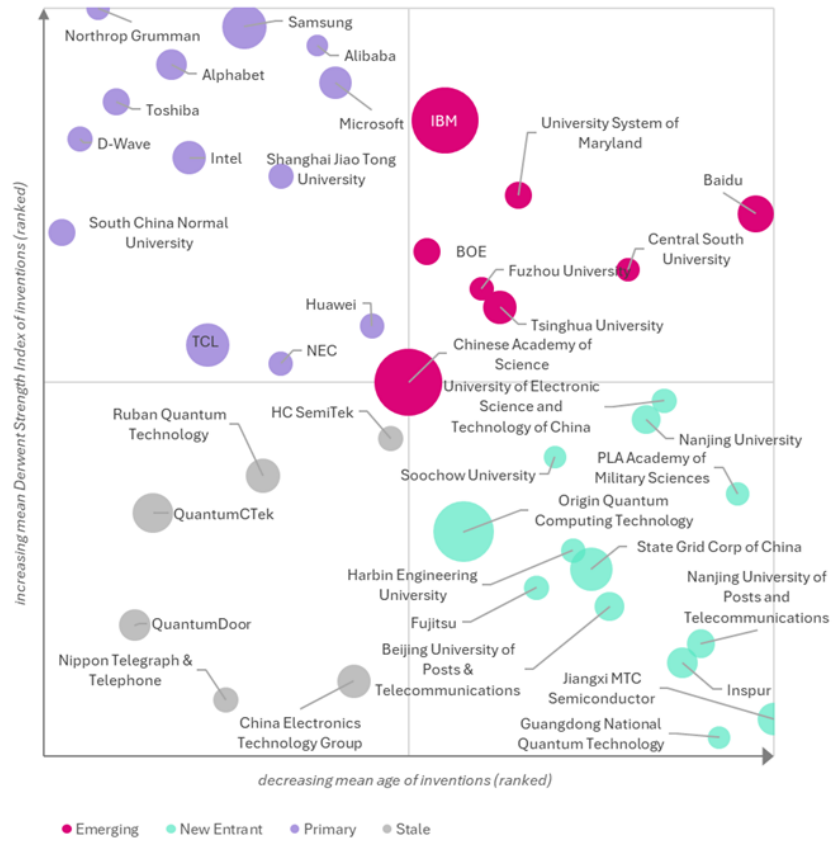 Northrop Grumman
Samsung
Alibaba
Alphabet
Microsoft
Toshiba
D-Wave
Intel
Shanghai Jiao Tong
University
South China Normal
University
Huawei
TCL
NEC
IBM
University System of
Maryland
Baidu
BOE
Central South
University
Fuzhou University
Tsinghua University
Chinese Academy of
Science
HC SemiTek
Ruban Quantum
Technology
QuantumCTek
QuantumDoor
Nippon Telegraph &
Telephone
China Electronics
Technology Group
University of Electronic
Science and
Technology of China
Nanjing University
Soochow University
PLA Academy of
Military Sciences
Origin Quantum
Computing Technology
State Grid Corp of China
Harbin Engineering
University
Fujitsu
Nanjing University of
Posts and
Telecommunications
Beijing University of
Posts &
Telecommunications
Inspur
Jiangxi MTC
Semiconductor
Guangdong National
Quantum Technology
increasing mean Derwent Strength Index of inventions (ranked)
decreasing mean age of inventions (ranked)
Emerging
New Entrant
Primary
Stale